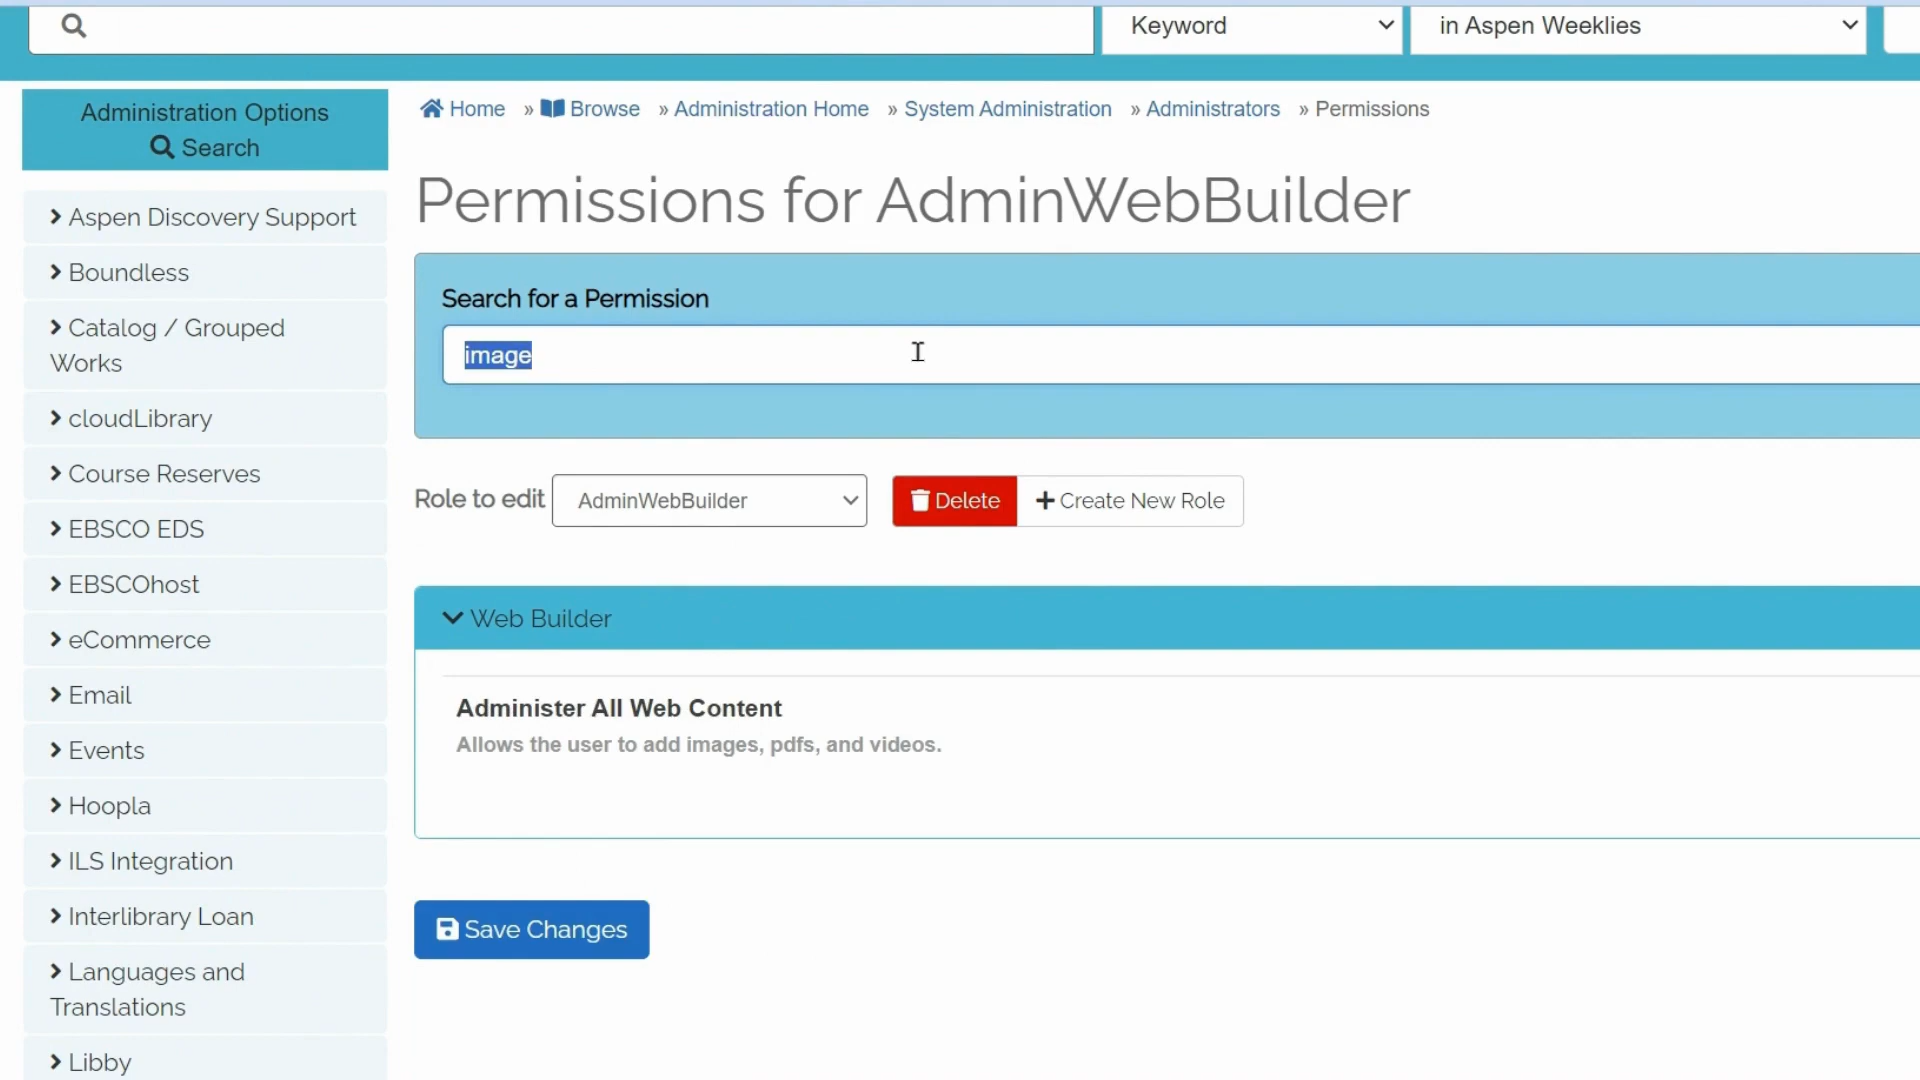 Keyword
in Aspen Weeklies
Administration Options
Search
Aspen Discovery Support
Boundless
Catalog / Grouped
Works
cloudLibrary
Course Reserves
EBSCO EDS
EBSCOhost
eCommerce
Email
Events
Hoopla
ILS Integration
Interlibrary Loan
Languages and
Translations
Libby
Home » Browse » Administration Home » System Administration » Administrators » Permissions
Permissions for AdminWebBuilder
Search for a Permission
image
Role to edit AdminWebBuilder Delete + Create New Role
Web Builder
Administer All Web Content
Allows the user to add images, pdfs, and videos.
Save Changes